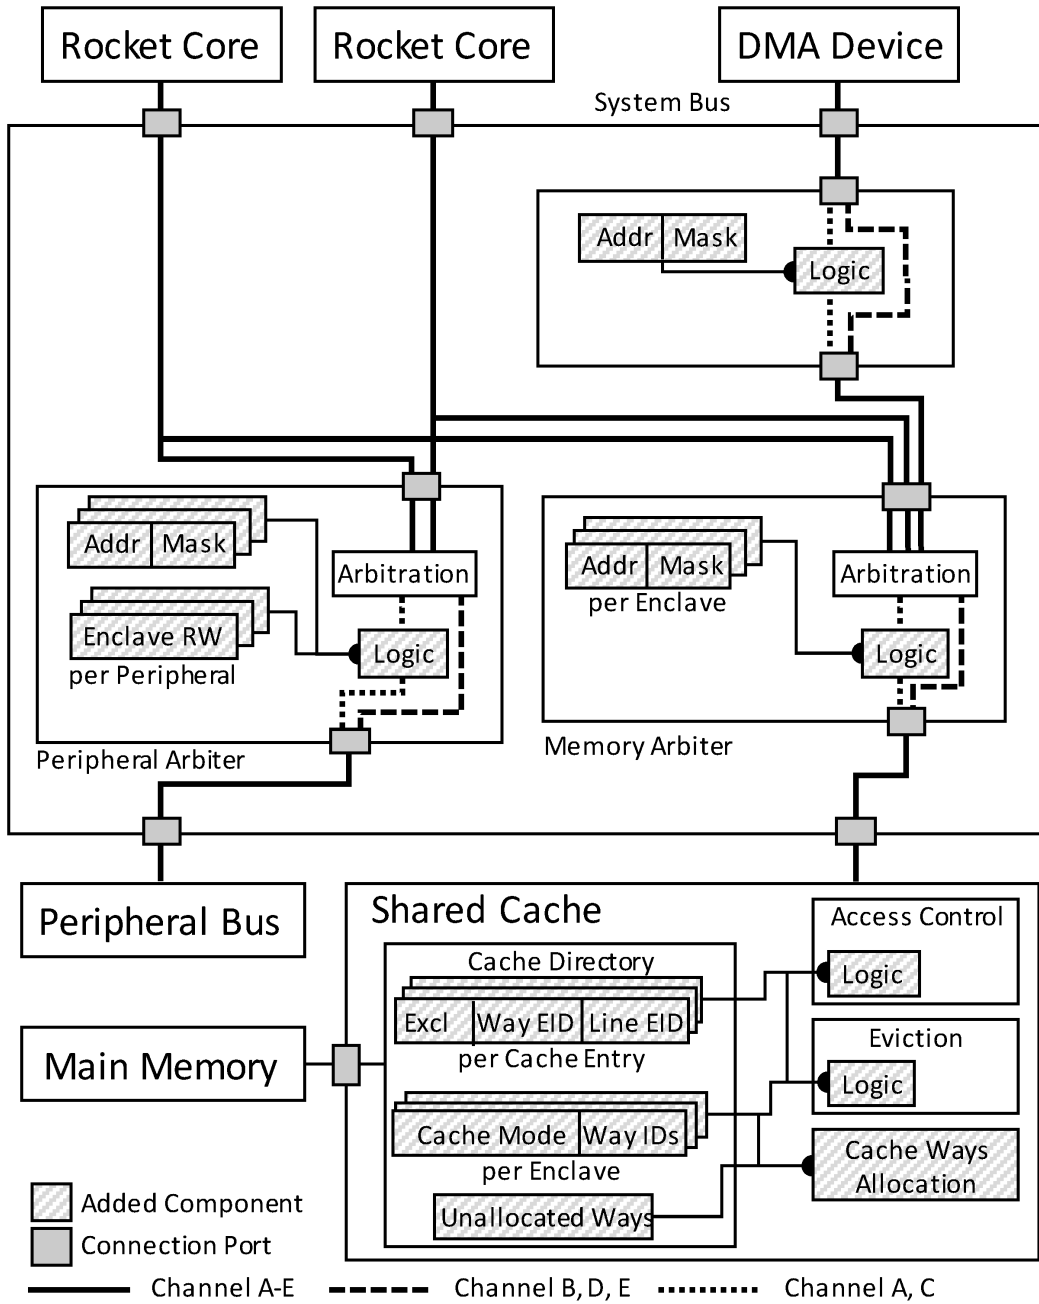 Rocket Core
Rocket Core
DMA Device
System Bus
Addr Mask
Logic
Addr Mask
Enclave RW
per Peripheral
Arbitration
Logic
Peripheral Arbiter
Addr Mask
per Enclave
Arbitration
Logic
Memory Arbiter
Peripheral Bus
Main Memory
Shared Cache
Cache Directory
Excl Way EID Line EID
per Cache Entry
Cache Mode Way IDs
per Enclave
Unallocated Ways
Access Control
Logic
Eviction
Logic
Cache Ways
Allocation
Added Component
Connection Port
Channel A-E
Channel B, D, E
Channel A, C